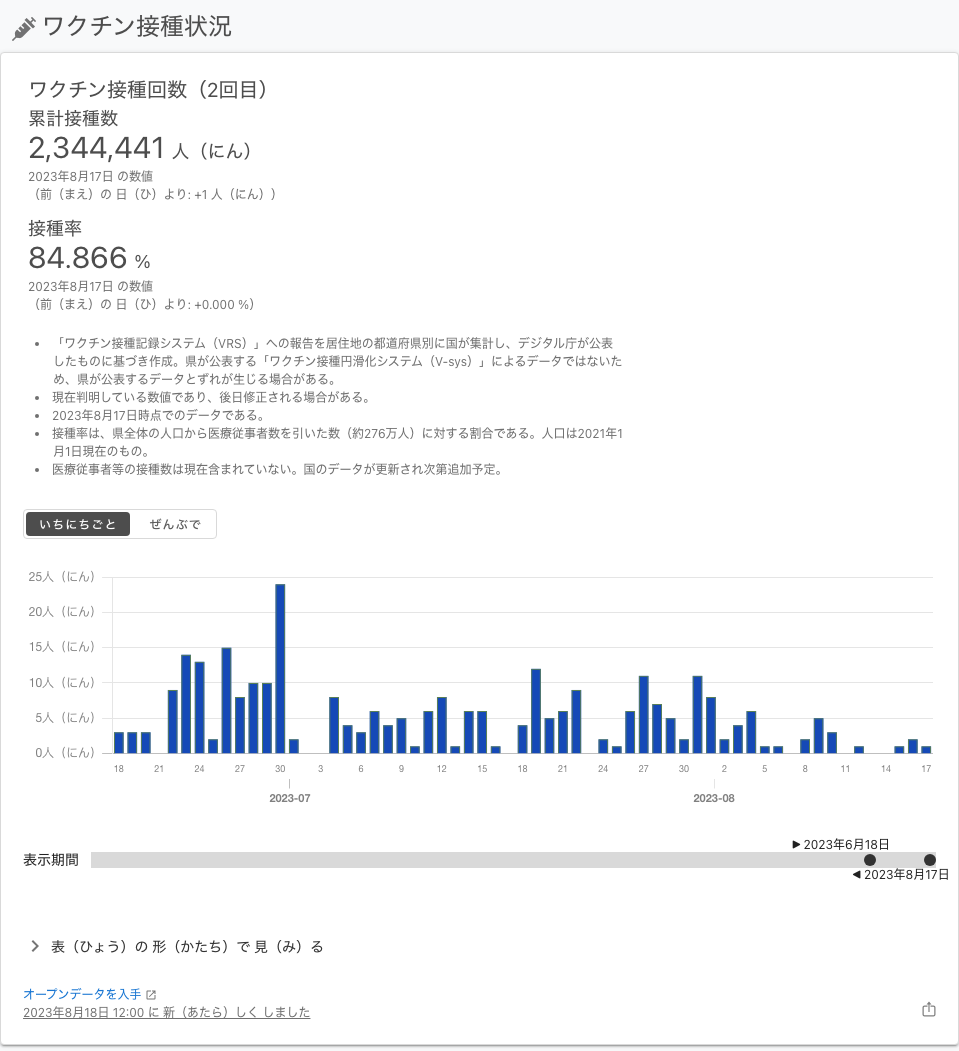 ワクチン接種状況
ワクチン接種回数（2回目）
累計接種数
2,344,441 人（にん）
2023年8月17日 の数値
（前（まえ）の 日（ひ）より: +1 人（にん））
接種率
84.866 %
2023年8月17日 の数値
（前（まえ）の 日（ひ）より: +0.000 %）
• 「ワクチン接種記録システム（VRS）」への報告を居住地の都道府県別に国が集計し、デジタル庁が公表
したものに基づき作成。県が公表する「ワクチン接種円滑化システム（V-sys）」によるデータではないた
め、県が公表するデータとずれが生じる場合がある。
• 現在判明している数値であり、後日修正される場合がある。
• 2023年8月17日時点でのデータである。
• 接種率は、県全体の人口から医療従事者数を引いた数（約276万人）に対する割合である。人口は2021年1
月1日現在のもの。
• 医療従事者等の接種数は現在含まれていない。国のデータが更新され次第追加予定。
いちにちごと ぜんぶで
25人（にん）
20人（にん）
15人（にん）
10人（にん）
5人（にん）
0人（にん）
18 21 24 27 30 3 6 9 12 15 18 21 24 27 30 2 5 8 11 14 17
2023-07 2023-08
▶ 2023年6月18日
表示期間
◀ 2023年8月17日
表（ひょう）の 形（かたち）で 見（み）る
オープンデータを入手
2023年8月18日 12:00 に 新（あたら）しく しました